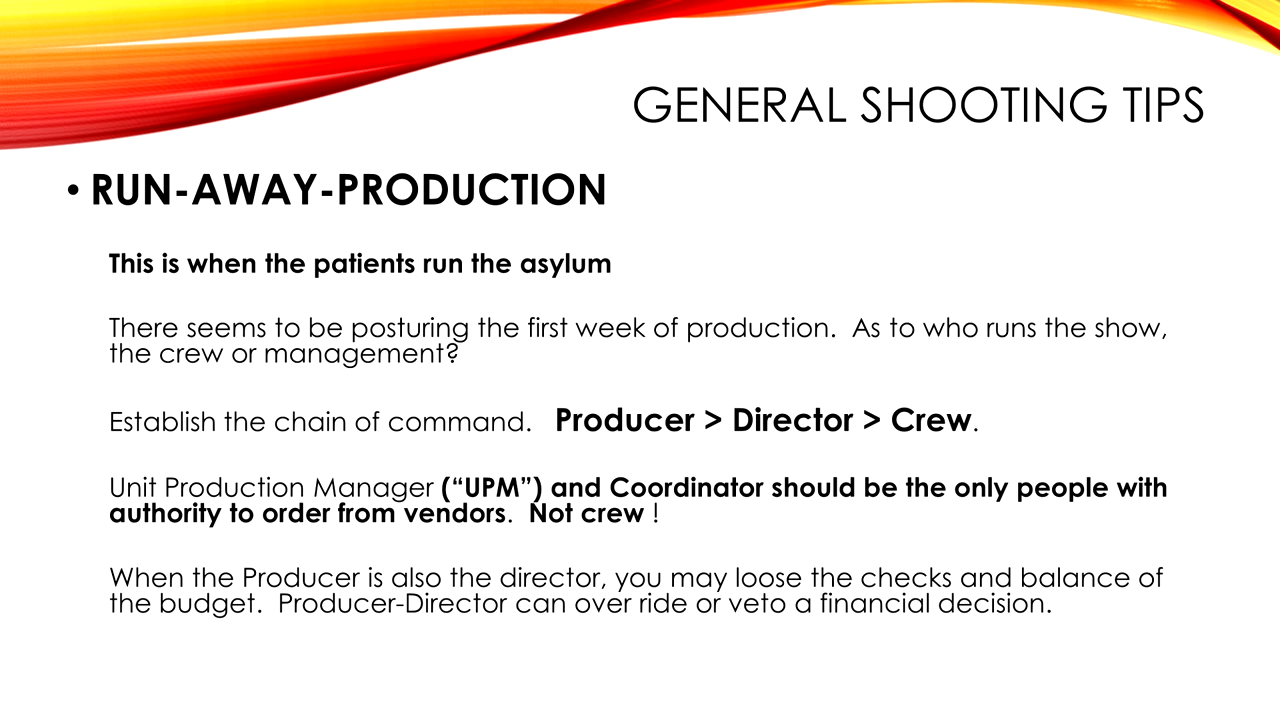 GENERAL SHOOTING TIPS
• RUN-AWAY-PRODUCTION
This is when the patients run the asylum
There seems to be posturing the first week of production.  As to who runs the show,
the crew or management?
Establish the chain of command.   Producer > Director > Crew.
Unit Production Manager (“UPM”) and Coordinator should be the only people with
authority to order from vendors.  Not crew !
When the Producer is also the director, you may loose the checks and balance of
the budget.  Producer-Director can over ride or veto a financial decision.